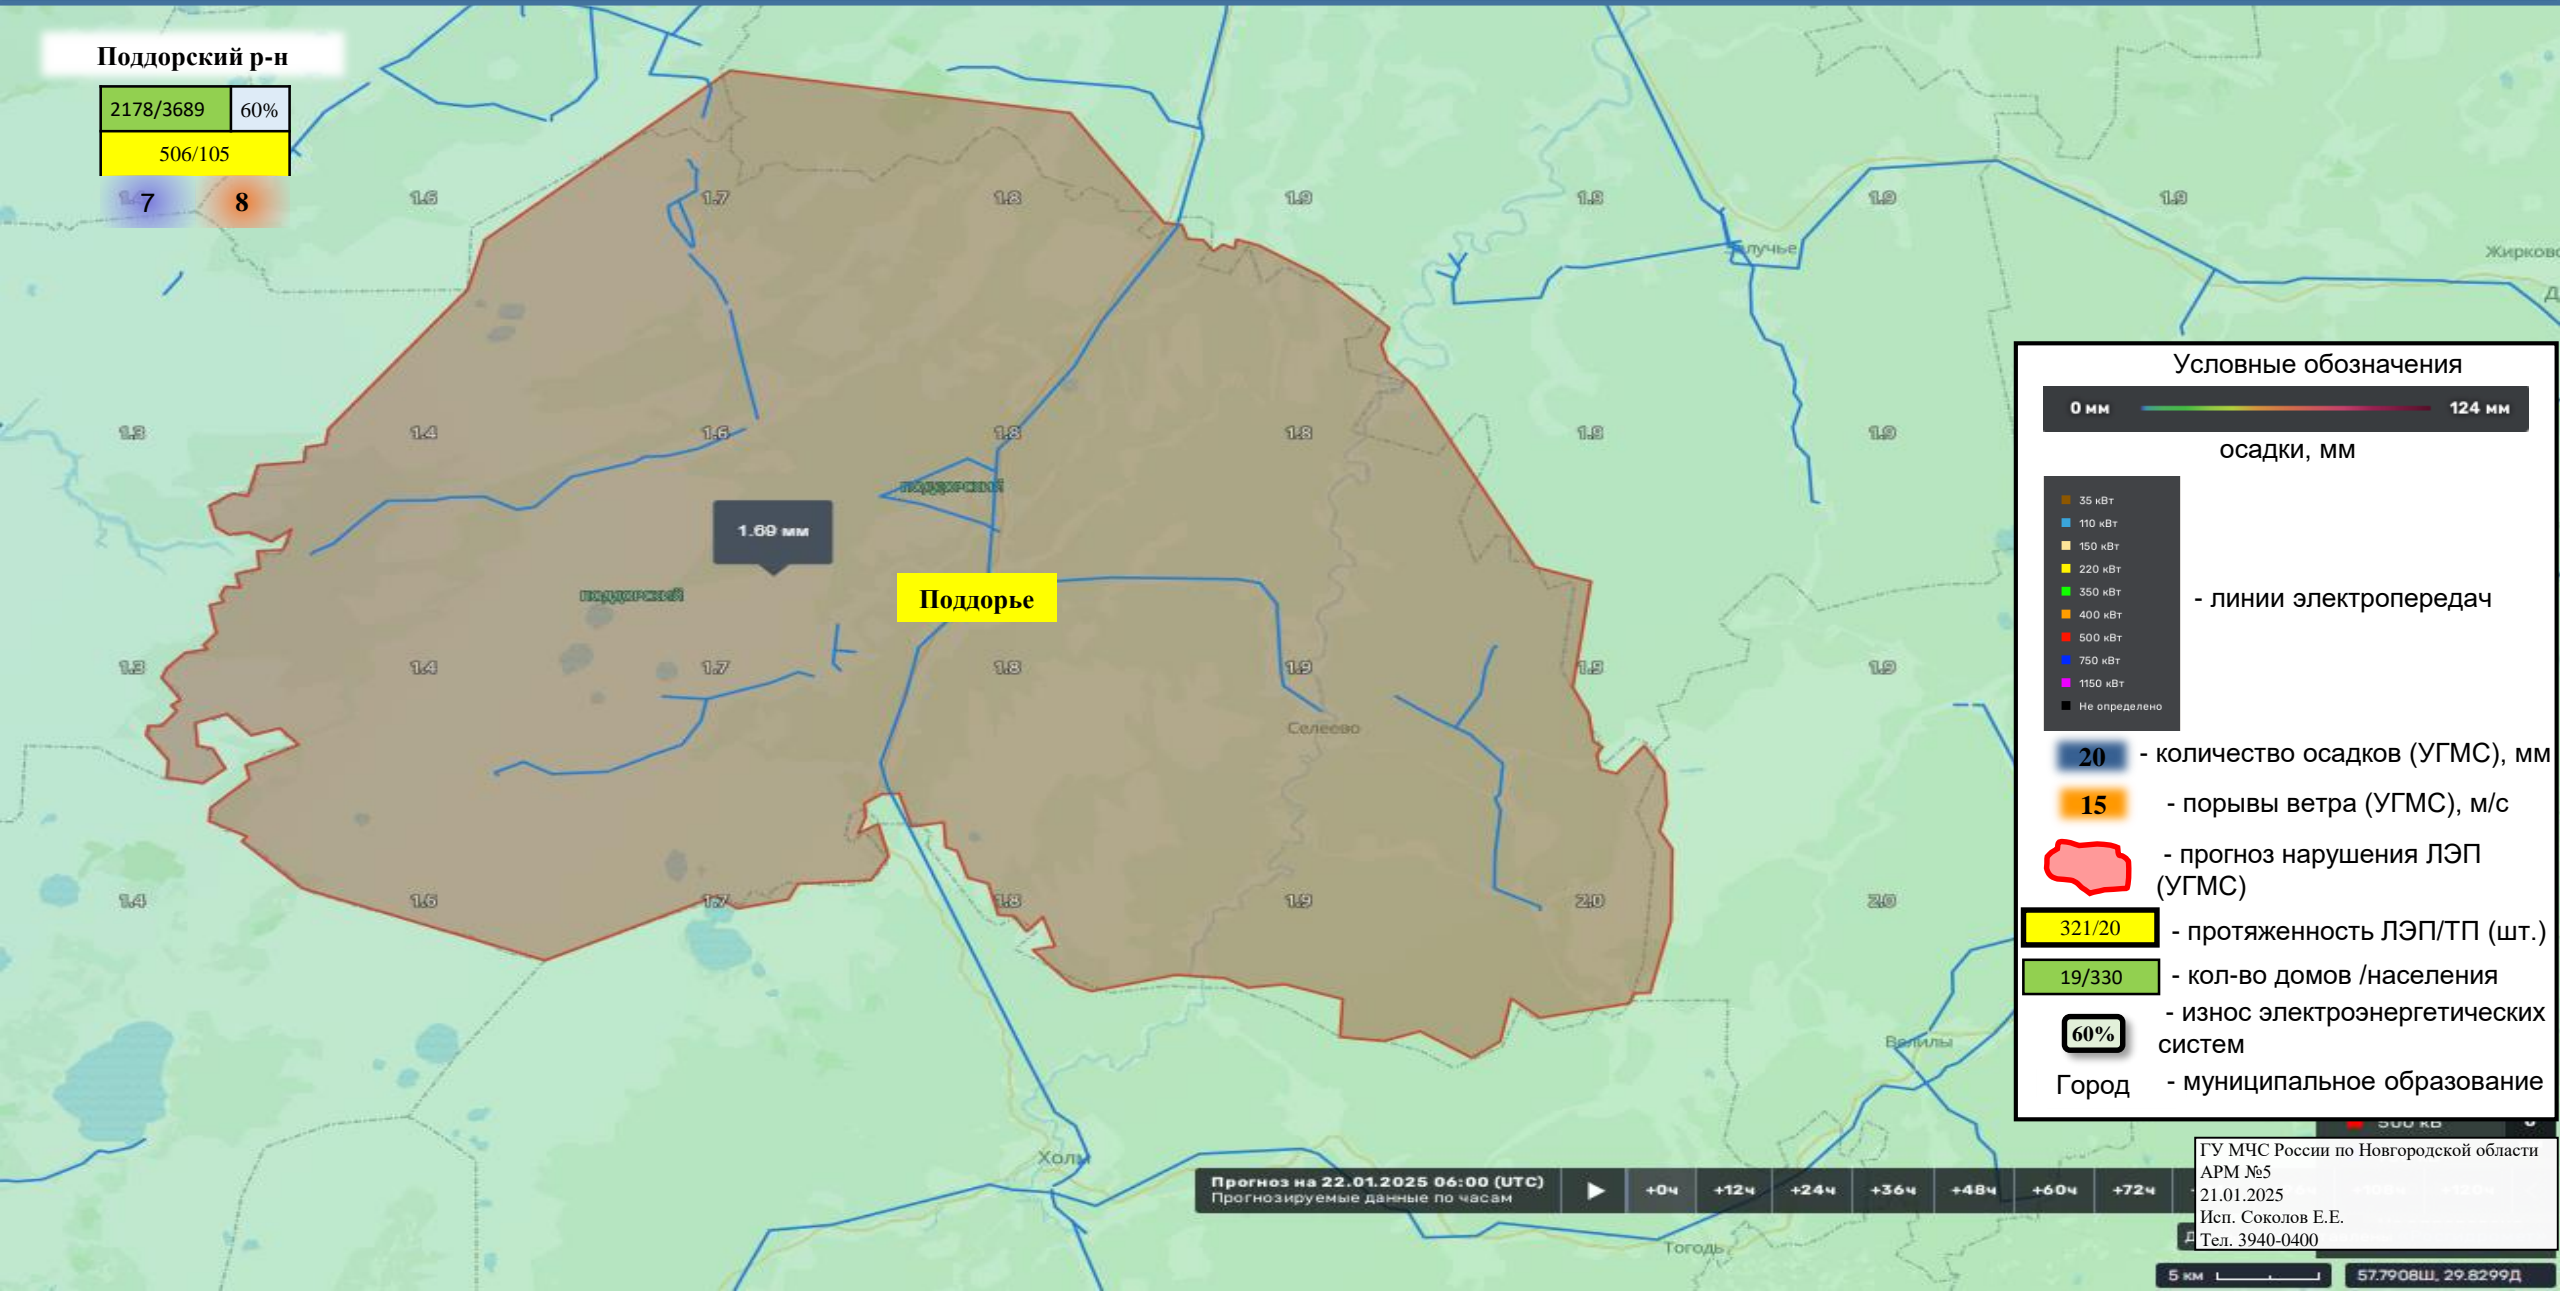 Поддорский р-н
2178/3689 60%
506/105
7 8
1.6 1.7 1.8 1.9 1.9 1.9 1.9
Залучье
1.3 1.4 1.6 1.8 1.8 1.9 1.9
ПОДДОРСКИЙ
1.69 мм
ПОДДОРСКИЙ
Поддорье
1.3 1.4 1.7 1.8 1.9 1.9 1.9
Селеево
1.4 1.6 1.7 1.8 1.9 2.0 2.0
Велилы
Холм
Тогодь
Условные обозначения
0 мм 124 мм
осадки, мм
35 кВт
110 кВт
150 кВт
220 кВт
350 кВт
400 кВт
500 кВт
750 кВт
1150 кВт
Не определено
- линии электропередач
20 - количество осадков (УГМС), мм
15 - порывы ветра (УГМС), м/с
- прогноз нарушения ЛЭП
(УГМС)
321/20 - протяженность ЛЭП/ТП (шт.)
19/330 - кол-во домов /населения
- износ электроэнергетических
60% систем
Город - муниципальное образование
500 кВ
Прогноз на 22.01.2025 06:00 (UTC)
Прогнозируемые данные по часам
+0ч +12ч +24ч +36ч +48ч +60ч +72ч
ГУ МЧС России по Новгородской области
АРМ №5
21.01.2025
Исп. Соколов Е.Е.
Тел. 3940-0400
5 км 57.7908Ш, 29.8299Д